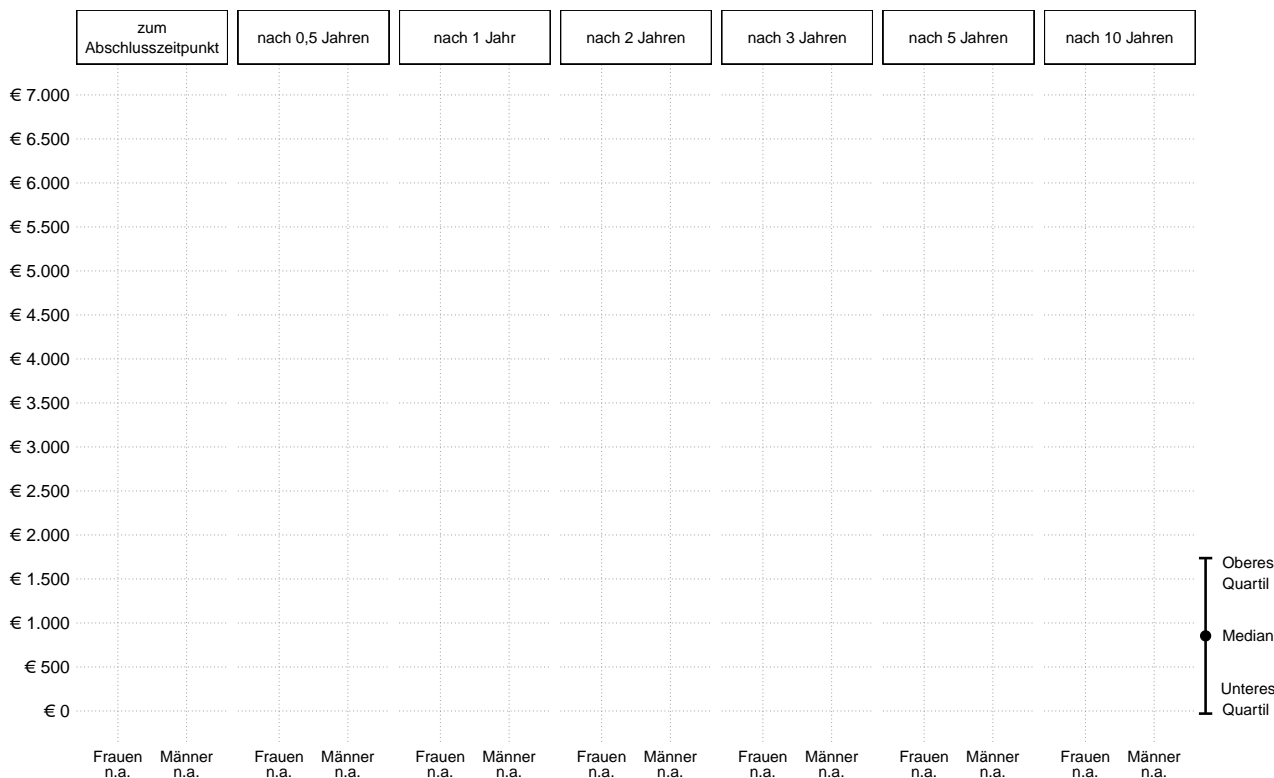 zum
Abschlusszeitpunkt
nach 0,5 Jahren
nach 1 Jahr
nach 2 Jahren
nach 3 Jahren
nach 5 Jahren
nach 10 Jahren
€ 7.000
€ 6.500
€ 6.000
€ 5.500
€ 5.000
€ 4.500
€ 4.000
€ 3.500
€ 3.000
€ 2.500
€ 2.000
€ 1.500
€ 1.000
€ 500
€ 0
Oberes
Quartil
Median
Unteres
Quartil
Frauen Männer Frauen Männer Frauen Männer Frauen Männer Frauen Männer Frauen Männer Frauen Männer
n.a. n.a. n.a. n.a. n.a. n.a. n.a. n.a. n.a. n.a. n.a. n.a. n.a. n.a.